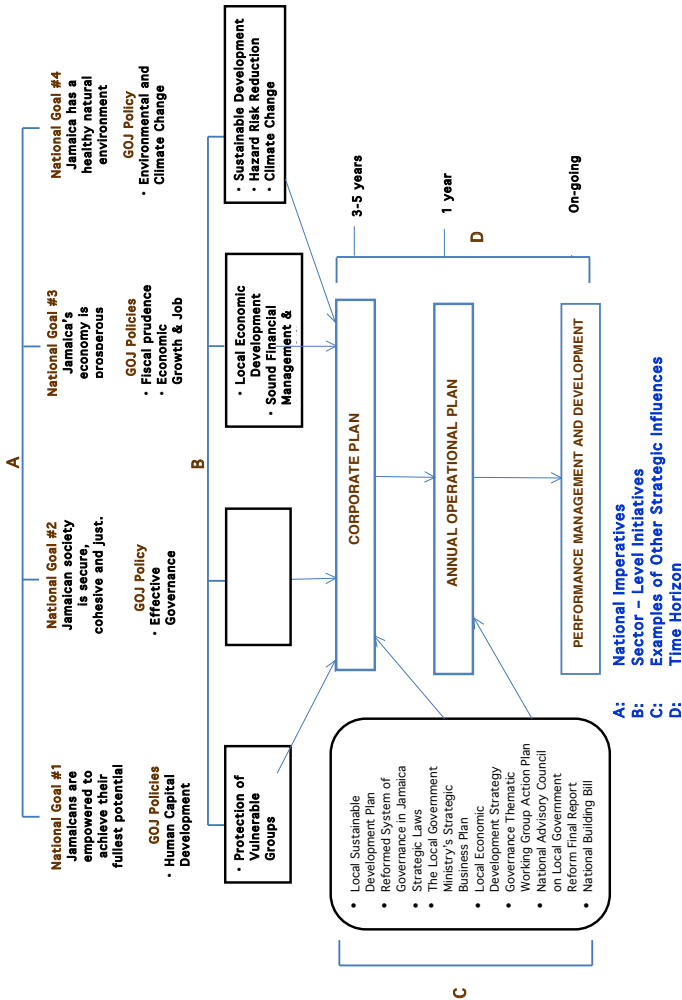 A
National Goal #1
Jamaicans are
empowered to
achieve their
fullest potential
GOJ Policies
• Human Capital
Development
National Goal #2
Jamaican society
is secure,
cohesive and just.
GOJ Policy
• Effective
Governance
National Goal #3
Jamaica's
economy is
prosperous
GOJ Policies
• Fiscal prudence
• Economic
Growth & Job
National Goal #4
Jamaica has a
healthy natural
environment
GOJ Policy
• Environmental and
Climate Change
B
• Protection of
Vulnerable
Groups
• Local Economic
Development
• Sound Financial
Management &
• Sustainable Development
• Hazard Risk Reduction
• Climate Change
CORPORATE PLAN
3-5 years
ANNUAL OPERATIONAL PLAN
1 year
D
PERFORMANCE MANAGEMENT AND DEVELOPMENT
On-going
C
• Local Sustainable
Development Plan
• Reformed System of
Governance in Jamaica
• Strategic Laws
• The Local Government
Ministry's Strategic
Business Plan
• Local Economic
Development Strategy
• Governance Thematic
Working Group Action Plan
• National Advisory Council
on Local Government
Reform Final Report
• National Building Bill
A: National Imperatives
B: Sector – Level Initiatives
C: Examples of Other Strategic Influences
D: Time Horizon